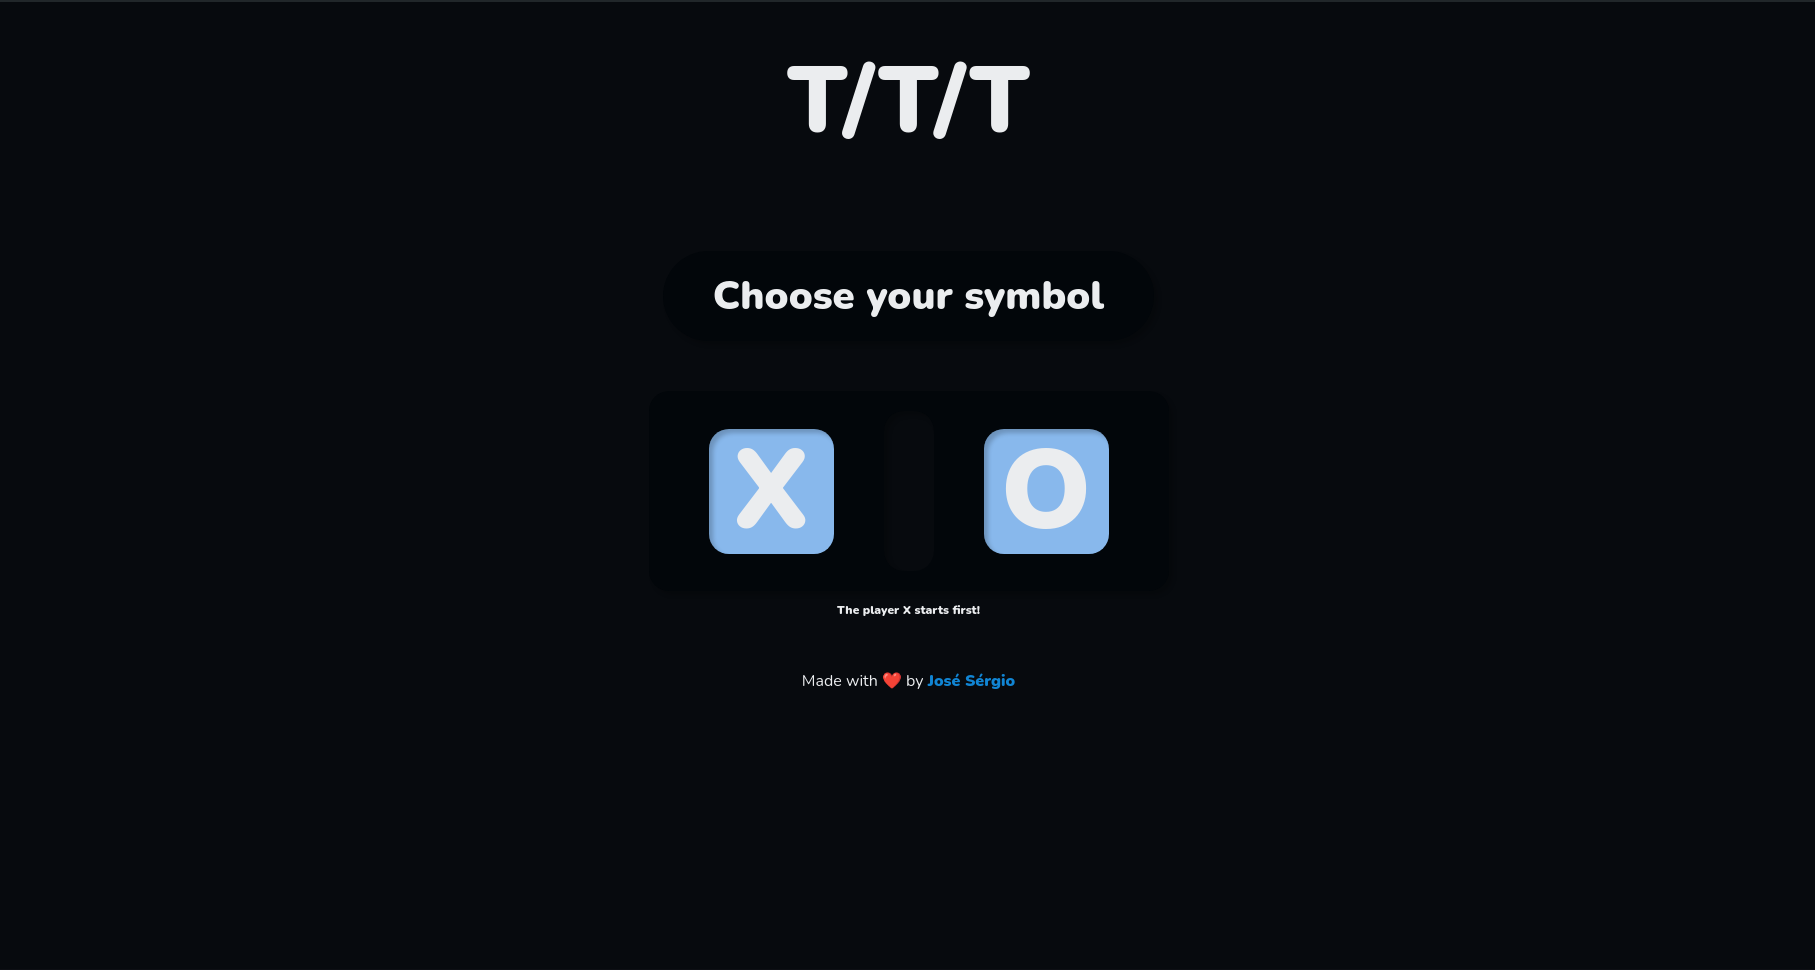 T/T/T
Choose your symbol
X O
The player X starts first!
Made with ❤️ by José Sérgio